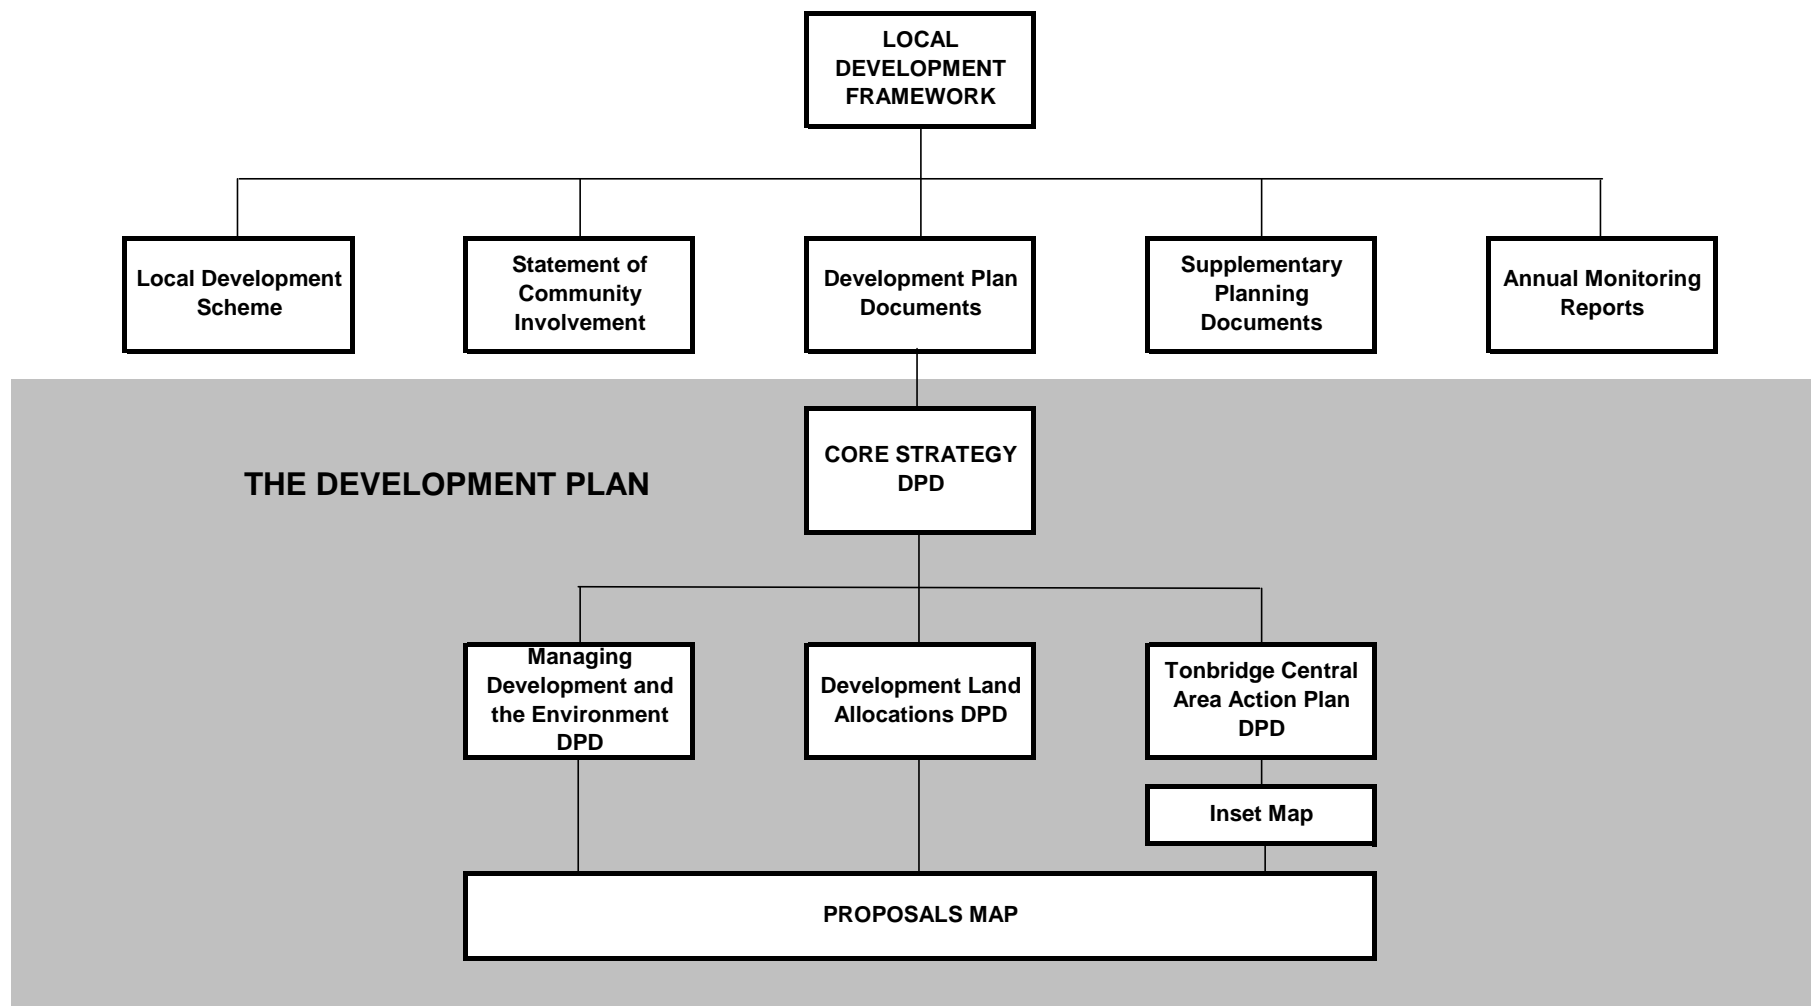 LOCAL
DEVELOPMENT
FRAMEWORK
Local Development
Scheme
Statement of
Community
Involvement
Development Plan
Documents
Supplementary
Planning
Documents
Annual Monitoring
Reports
THE DEVELOPMENT PLAN
CORE STRATEGY
DPD
Managing
Development and
the Environment
DPD
Development Land
Allocations DPD
Tonbridge Central
Area Action Plan
DPD
Inset Map
PROPOSALS MAP